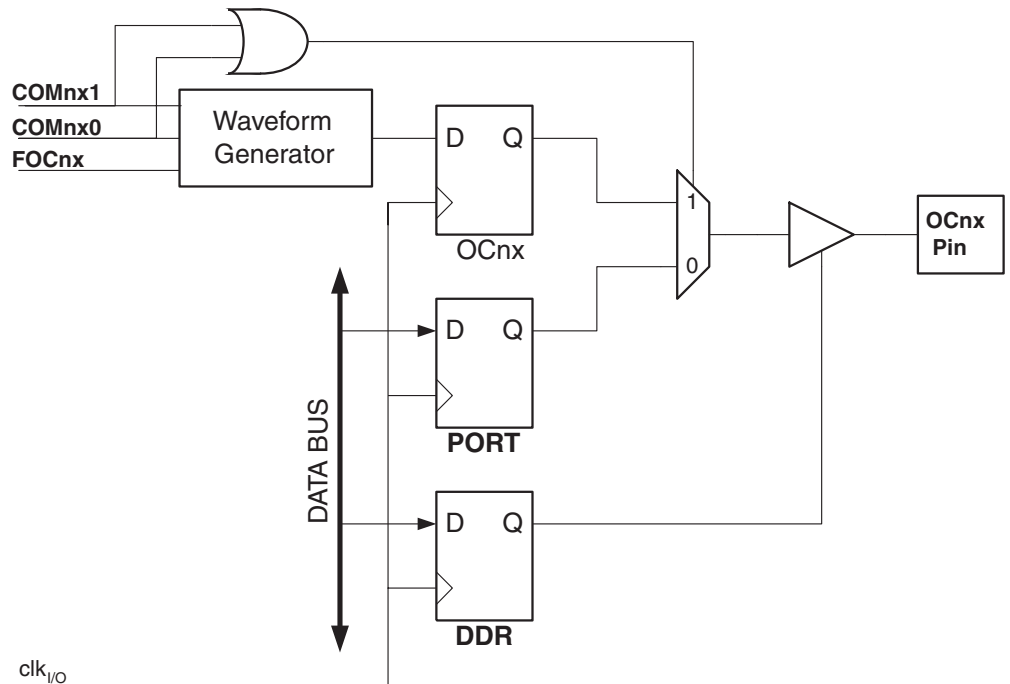 COMnx1
COMnx0
FOCnx
Waveform
Generator
D Q
OCnx
1
0
OCnx
Pin
D Q
PORT
DATA BUS
D Q
DDR
clkI/O